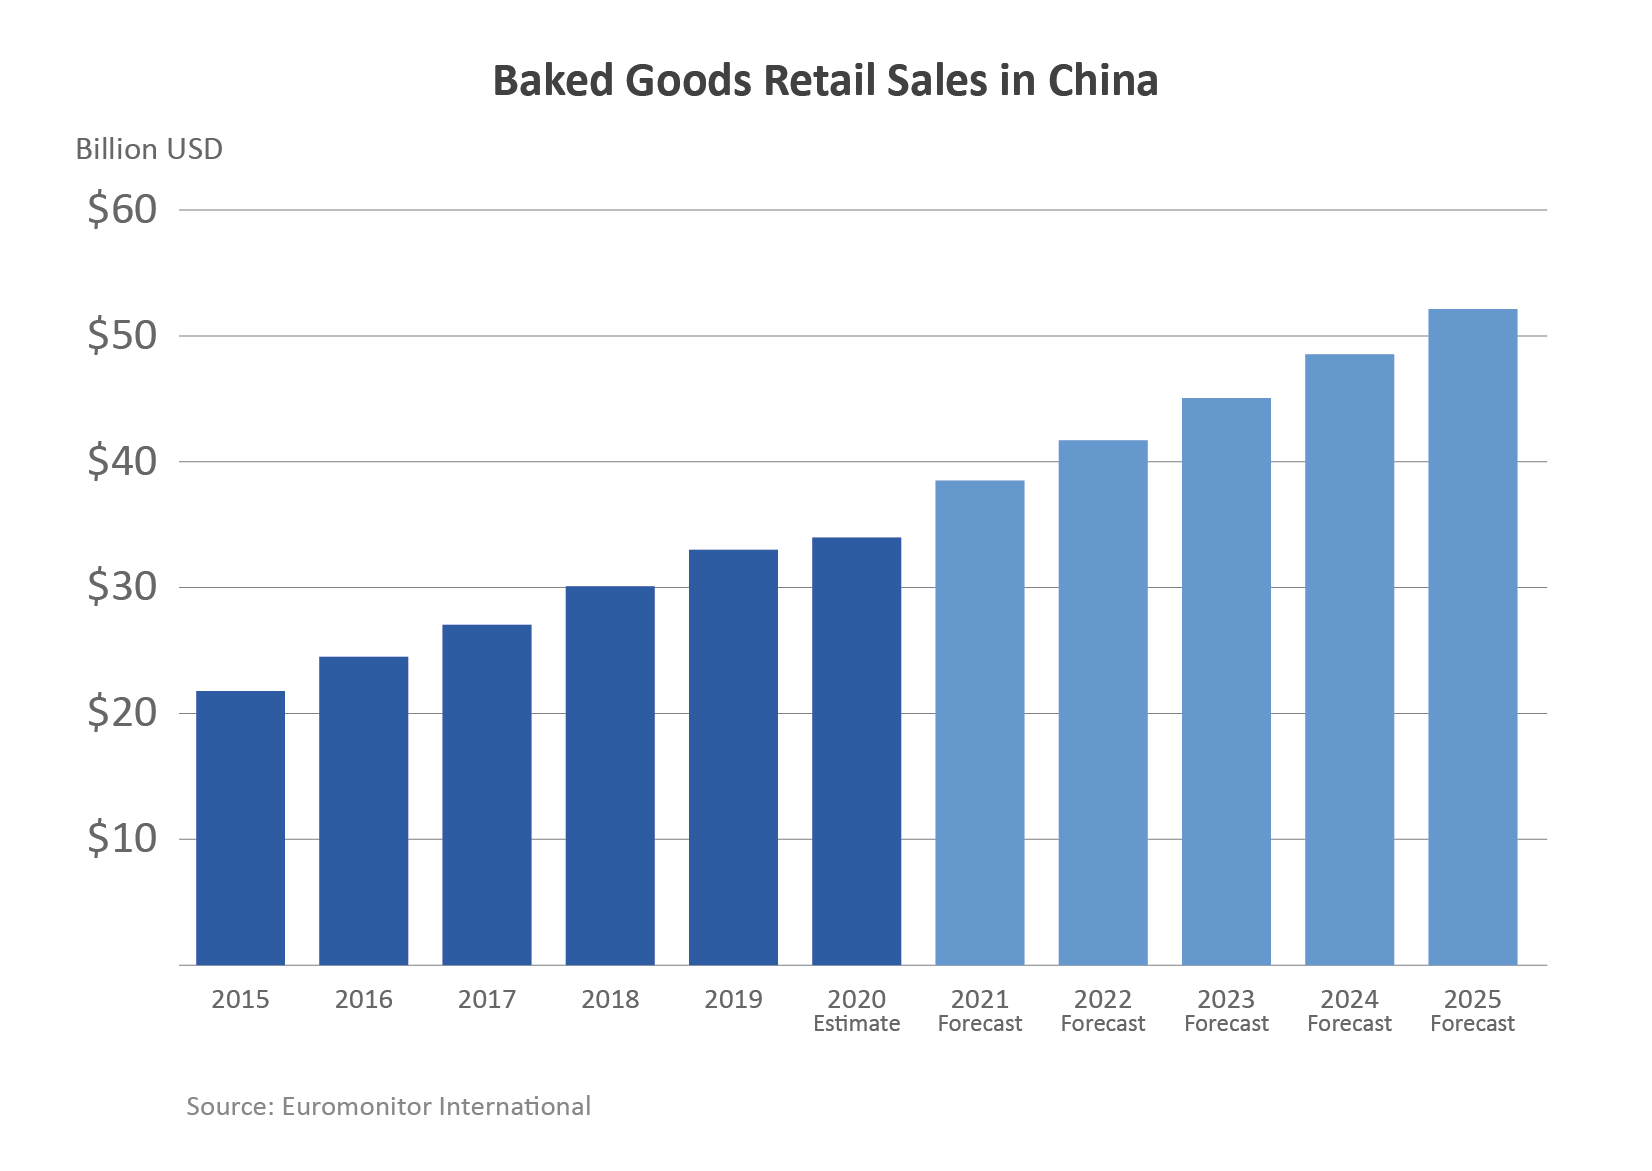 Baked Goods Retail Sales in China
Billion USD
$60
$50
$40
$30
$20
$10
2015 2016 2017 2018 2019 2020 2021 2022 2023 2024 2025
Estimate Forecast Forecast Forecast Forecast Forecast
Source: Euromonitor International